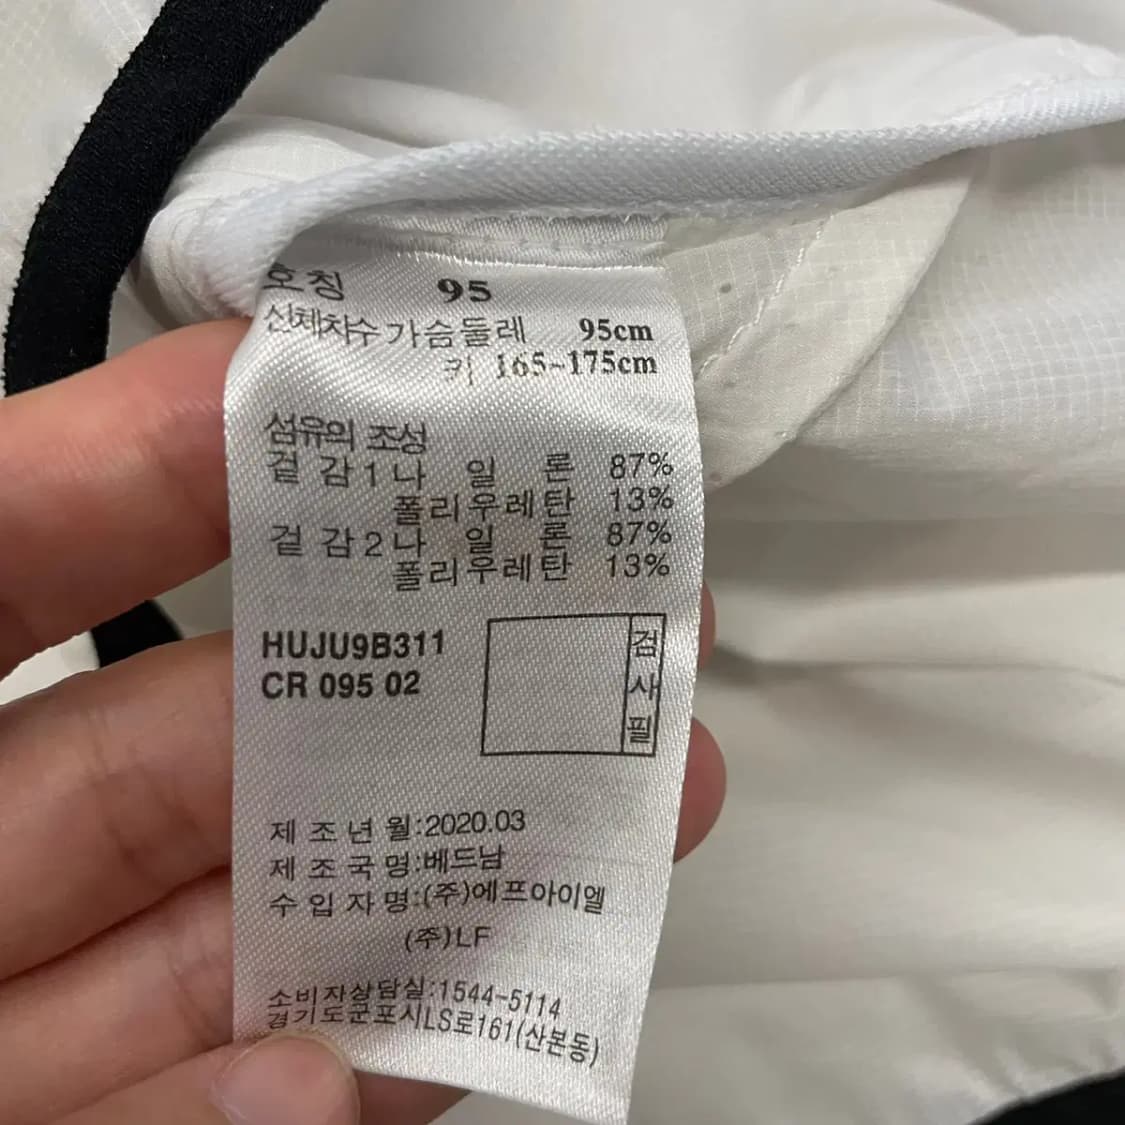 호칭 95
신체치수 가슴둘레 95cm
키 165~175cm
섬유의 조성
겉 감 1 나 일 론 87%
폴리우레탄 13%
겉 감 2 나 일 론 87%
폴리우레탄 13%
HUJU9B311
CR 095 02
검
사
필
제 조 년 월:2020.03
제 조 국 명:베드남
수 입 자 명:(주)에프아이엘
(주)LF
소비자상담실:1544-5114
경기도군포시LS로161(산본동)